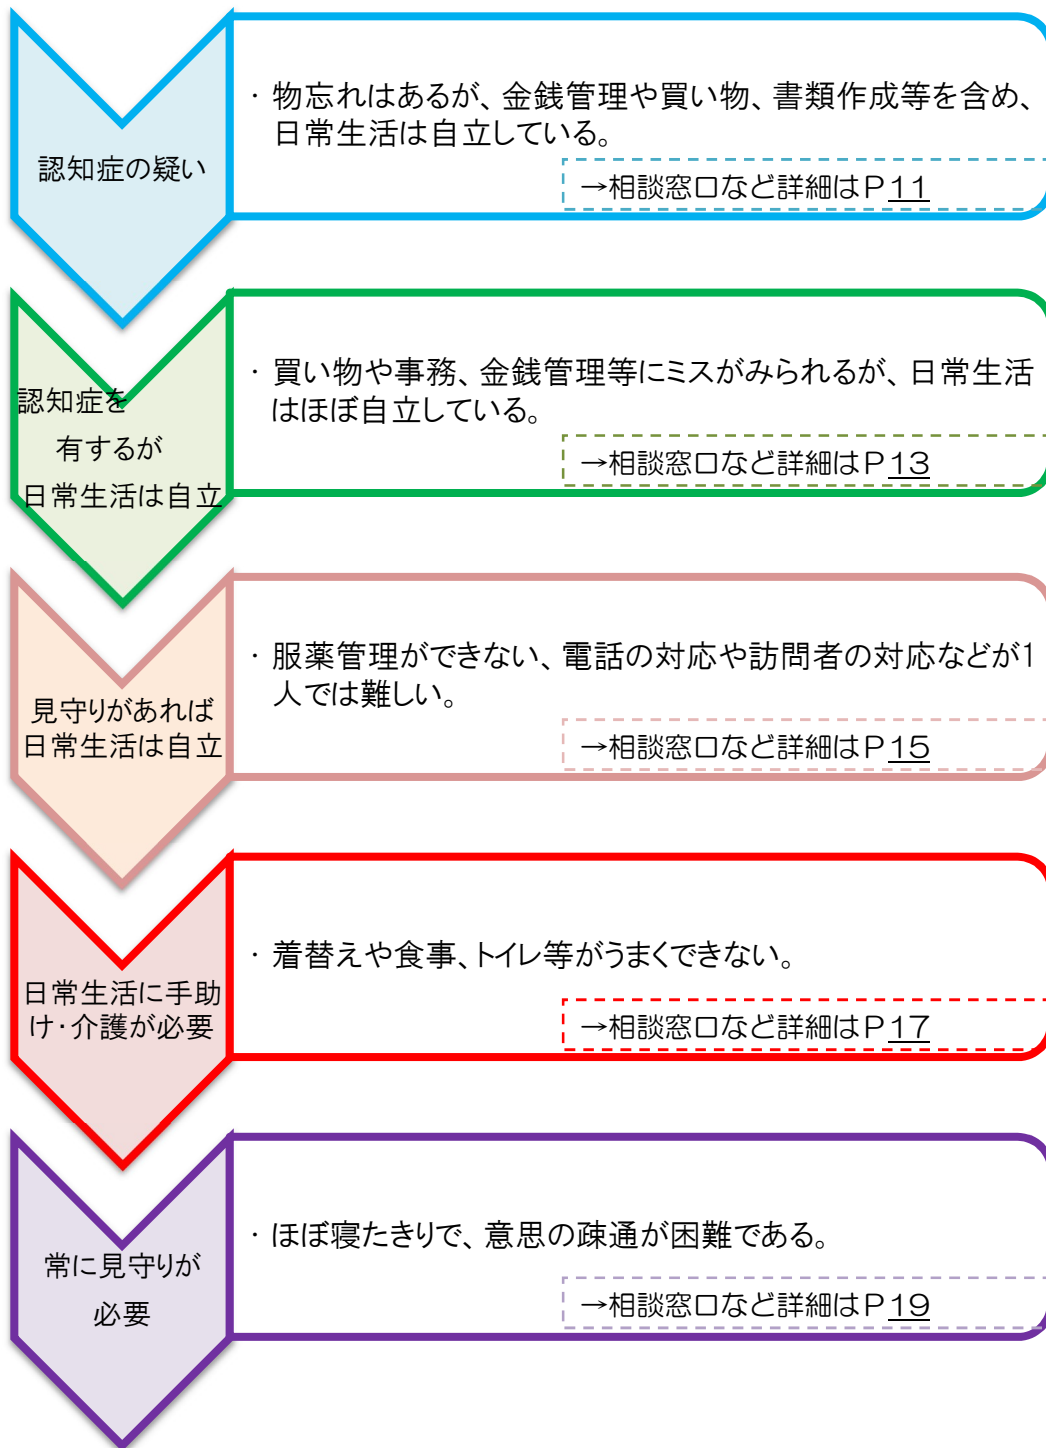 認知症の疑い
・物忘れはあるが、金銭管理や買い物、書類作成等を含め、
日常生活は自立している。
→相談窓口など詳細はP11
認知症を
有するが
日常生活は自立
・買い物や事務、金銭管理等にミスがみられるが、日常生活
はほぼ自立している。
→相談窓口など詳細はP13
見守りがあれば
日常生活は自立
・服薬管理ができない、電話の対応や訪問者の対応などが1
人では難しい。
→相談窓口など詳細はP15
日常生活に手助
け・介護が必要
・着替えや食事、トイレ等がうまくできない。
→相談窓口など詳細はP17
常に見守りが
必要
・ほぼ寝たきりで、意思の疎通が困難である。
→相談窓口など詳細はP19